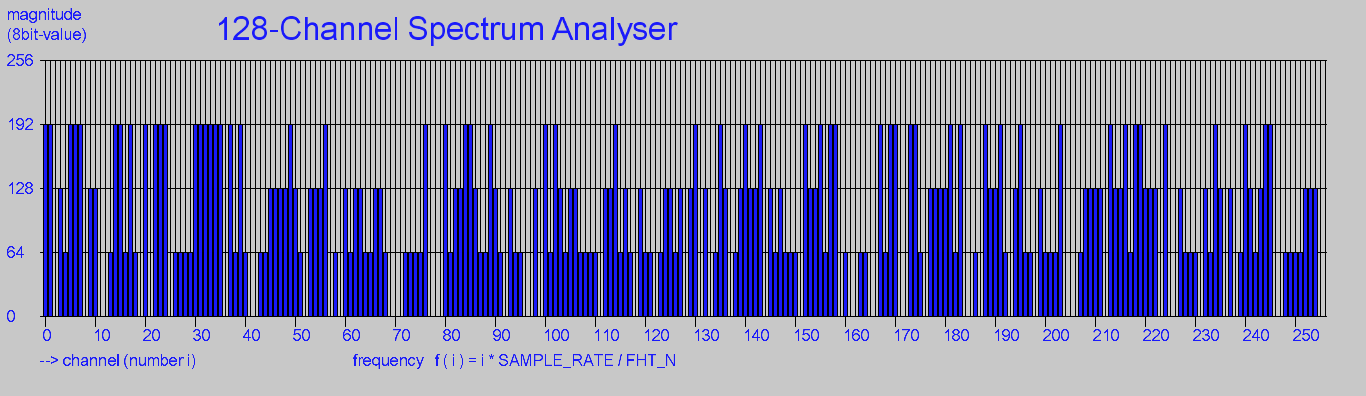 magnitude
(8bit-value)
128-Channel Spectrum Analyser
256
192
128
64
0
0 10 20 30 40 50 60 70 80 90 100 110 120 130 140 150 160 170 180 190 200 210 220 230 240 250
--> channel (number i) frequency f ( i ) = i * SAMPLE_RATE / FHT_N